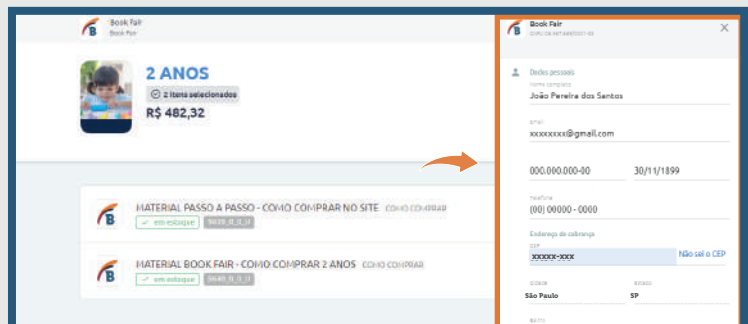 Book Fair
Book Fair
2 ANOS
2 itens selecionados
R$ 482,32
MATERIAL PASSO A PASSO - COMO COMPRAR NO SITE COMO COMPRAR
em estoque
MATERIAL BOOK FAIR - COMO COMPRAR 2 ANOS COMO COMPRAR
em estoque
Book Fair
Dados pessoais
Nome completo
João Pereira dos Santos
email
xxxxxxxx@gmail.com
000.000.000-00 30/11/1899
Telefone
(00) 00000 - 0000
Endereço de cobrança
CEP
xxxxx-xxx Não sei o CEP
Cidade Estado
São Paulo SP
Bairro